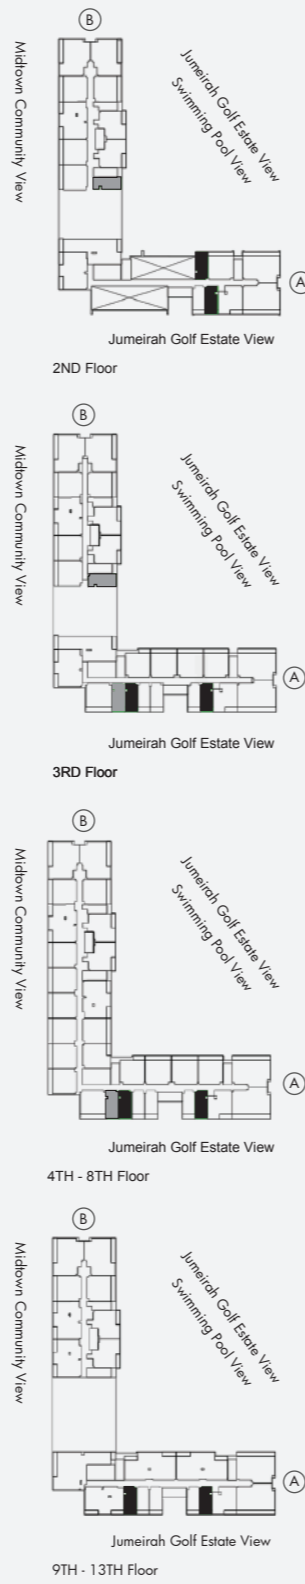 B
Midtown Community View
Jumeirah Golf Estate View
Swimming Pool View
A
Jumeirah Golf Estate View
2ND Floor
B
Midtown Community View
Jumeirah Golf Estate View
Swimming Pool View
A
Jumeirah Golf Estate View
3RD Floor
B
Midtown Community View
Jumeirah Golf Estate View
Swimming Pool View
A
Jumeirah Golf Estate View
4TH - 8TH Floor
B
Midtown Community View
Jumeirah Golf Estate View
Swimming Pool View
A
Jumeirah Golf Estate View
9TH - 13TH Floor